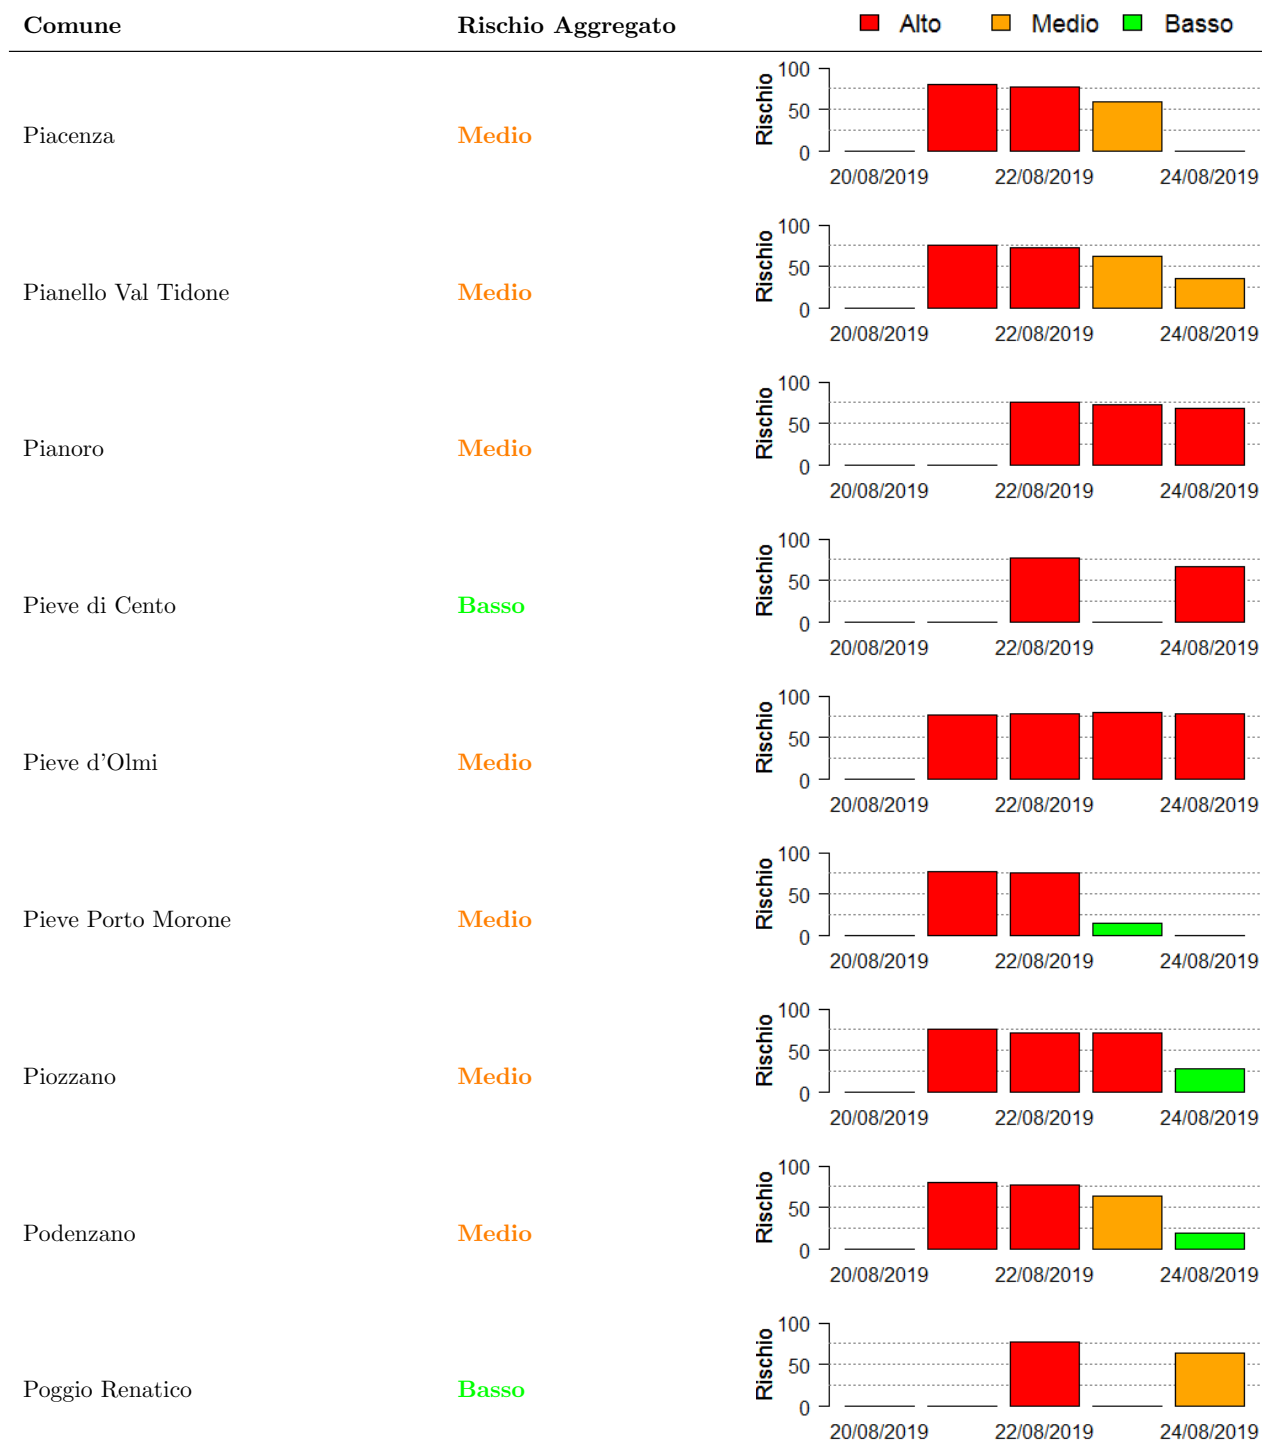 Comune Rischio Aggregato Alto Medio Basso
Piacenza Medio Rischio 100 50 0
20/08/2019 22/08/2019 24/08/2019
Pianello Val Tidone Medio Rischio 100 50 0
20/08/2019 22/08/2019 24/08/2019
Pianoro Medio Rischio 100 50 0
20/08/2019 22/08/2019 24/08/2019
Pieve di Cento Basso Rischio 100 50 0
20/08/2019 22/08/2019 24/08/2019
Pieve d'Olmi Medio Rischio 100 50 0
20/08/2019 22/08/2019 24/08/2019
Pieve Porto Morone Medio Rischio 100 50 0
20/08/2019 22/08/2019 24/08/2019
Piozzano Medio Rischio 100 50 0
20/08/2019 22/08/2019 24/08/2019
Podenzano Medio Rischio 100 50 0
20/08/2019 22/08/2019 24/08/2019
Poggio Renatico Basso Rischio 100 50 0
20/08/2019 22/08/2019 24/08/2019